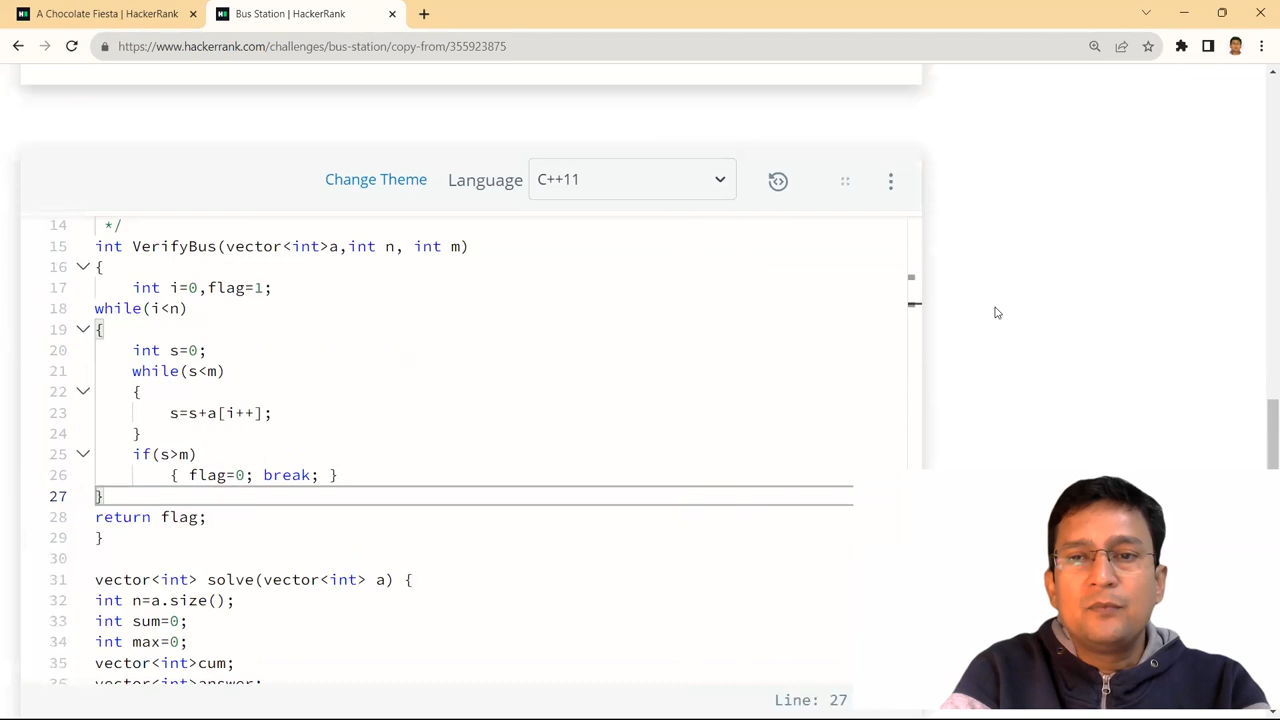 A Chocolate Fiesta | HackerRank
Bus Station | HackerRank
https://www.hackerrank.com/challenges/bus-station/copy-from/355923875
Change Theme Language C++11
14 */
15 int VerifyBus(vector<int>a,int n, int m)
16 {
17 int i=0,flag=1;
18 while(i<n)
19 {
20 int s=0;
21 while(s<m)
22 {
23 s=s+a[i++];
24 }
25 if(s>m)
26 { flag=0; break; }
27 }
28 return flag;
29 }
30
31 vector<int> solve(vector<int> a) {
32 int n=a.size();
33 int sum=0;
34 int max=0;
35 vector<int>cum;
36 vector<int>answer;
Line: 27